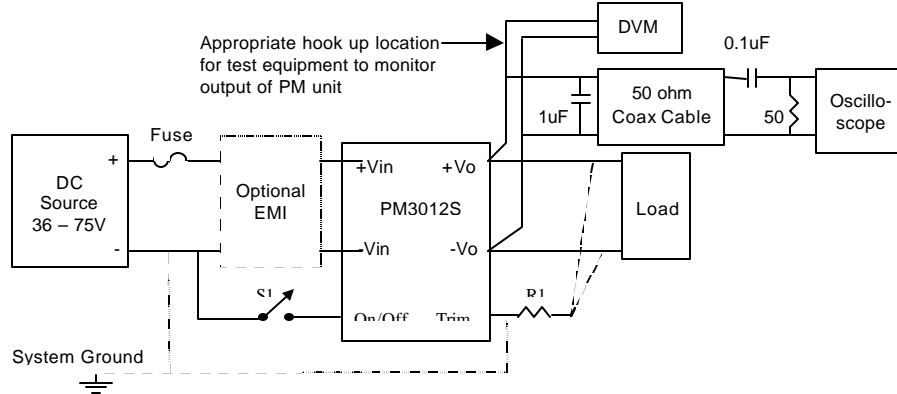 DVM
Appropriate hook up location
for test equipment to monitor
output of PM unit
0.1uF
1uF
50 ohm
Coax Cable
50
Oscillo-
scope
Fuse
+
DC
Source
36 – 75V
-
Optional
EMI
+Vin
+Vo
PM3012S
-Vin
-Vo
Load
S1
On/Off
Trim
R1
System Ground